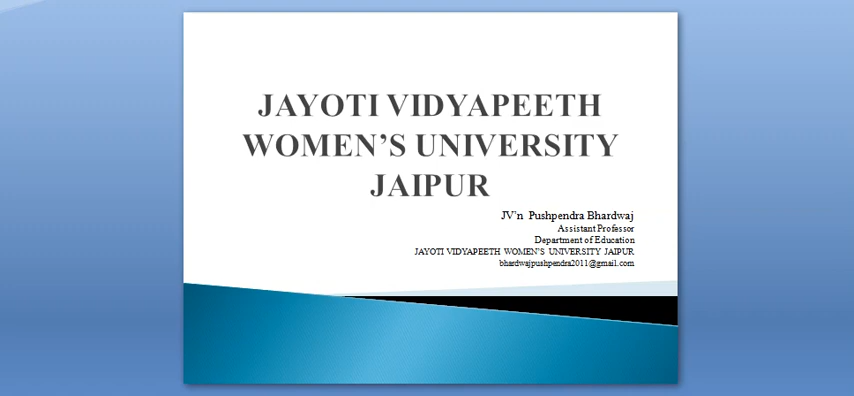 JAYOTI VIDYAPEETH
WOMEN’S UNIVERSITY
JAIPUR
JV’n Pushpendra Bhardwaj
Assistant Professor
Department of Education
JAYOTI VIDYAPEETH WOMEN’S UNIVERSITY JAIPUR
bhardwajpushpendra2011@gmail.com